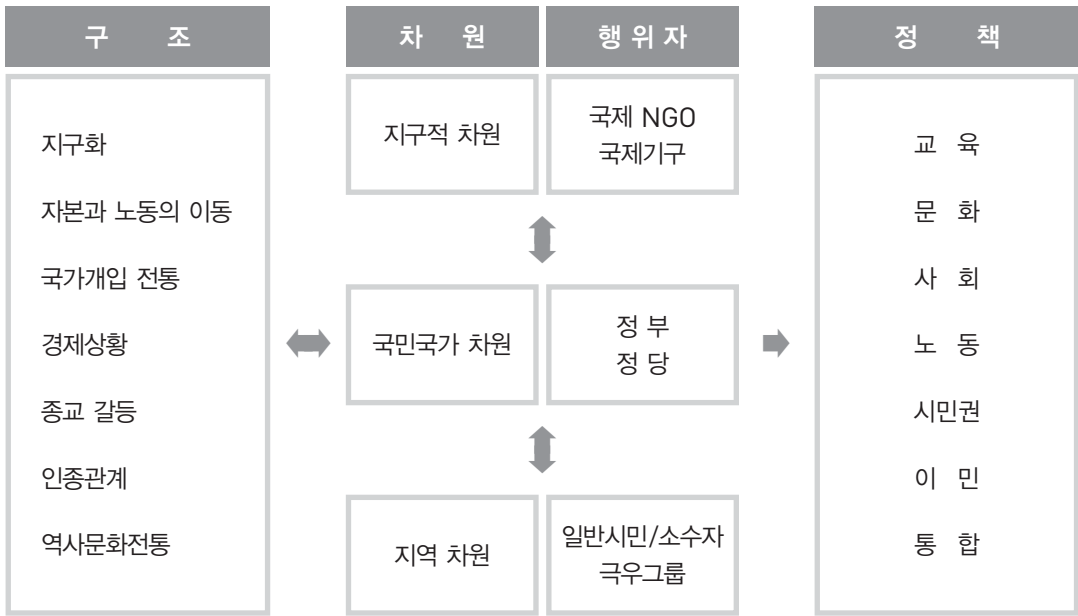 구 조
지구화
자본과 노동의 이동
국가개입 전통
경제상황
종교 갈등
인종관계
역사문화전통
차 원
행 위 자
지구적 차원
국제 NGO
국제기구
국민국가 차원
정 부
정 당
지역 차원
일반시민/소수자
극우그룹
정 책
교 육
문 화
사 회
노 동
시민권
이 민
통 합